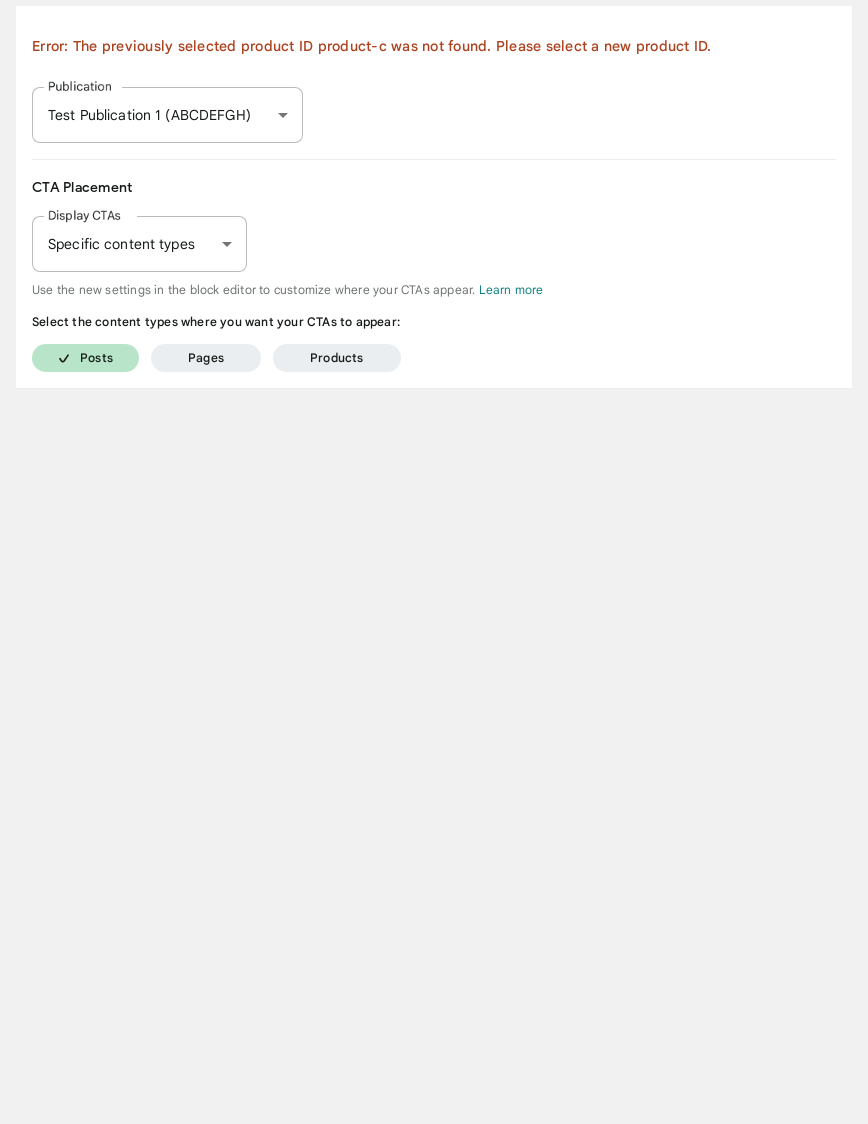 Error: The previously selected product ID product-c was not found. Please select a new product ID.
Publication
Test Publication 1 (ABCDEFGH)
CTA Placement
Display CTAs
Specific content types
Use the new settings in the block editor to customize where your CTAs appear. Learn more
Select the content types where you want your CTAs to appear:
Posts Pages Products